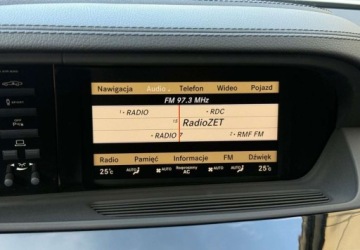 Nawigacja Audio Telefon Wideo Pojazd
FM 97.3 MHz
RADIO RDC
RadioZET
RADIO 7 RMF FM
Radio Pamięć Informacje FM Dźwięk
25°C AUTO AUTO AC AUTO AUTO 25°C